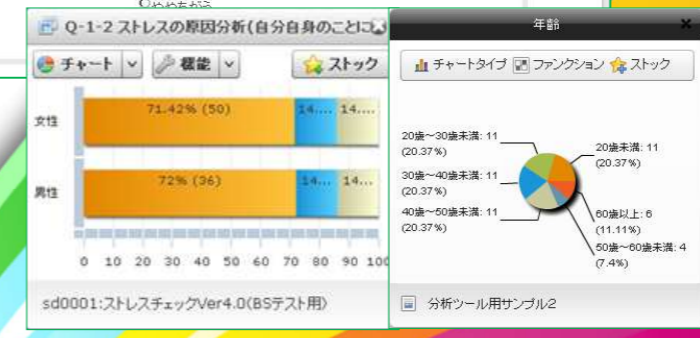 Q-1-2 ストレスの原因分析(自分自身のことに
チャート 機能 ストック
女性
71.42% (50) 14.... 14....
男性
72% (36) 14... 14...
0 10 20 30 40 50 60 70 80 90 100
sd0001:ストレスチェックVer4.0(BSテスト用)
年齢
チャートタイプ ファンクション ストック
20歳～30歳未満: 11
(20.37%)
30歳～40歳未満: 11
(20.37%)
40歳～50歳未満: 11
(20.37%)
20歳未満: 11
(20.37%)
60歳以上: 6
(11.11%)
50歳～60歳未満: 4
(7.4%)
分析ツール用サンプル2